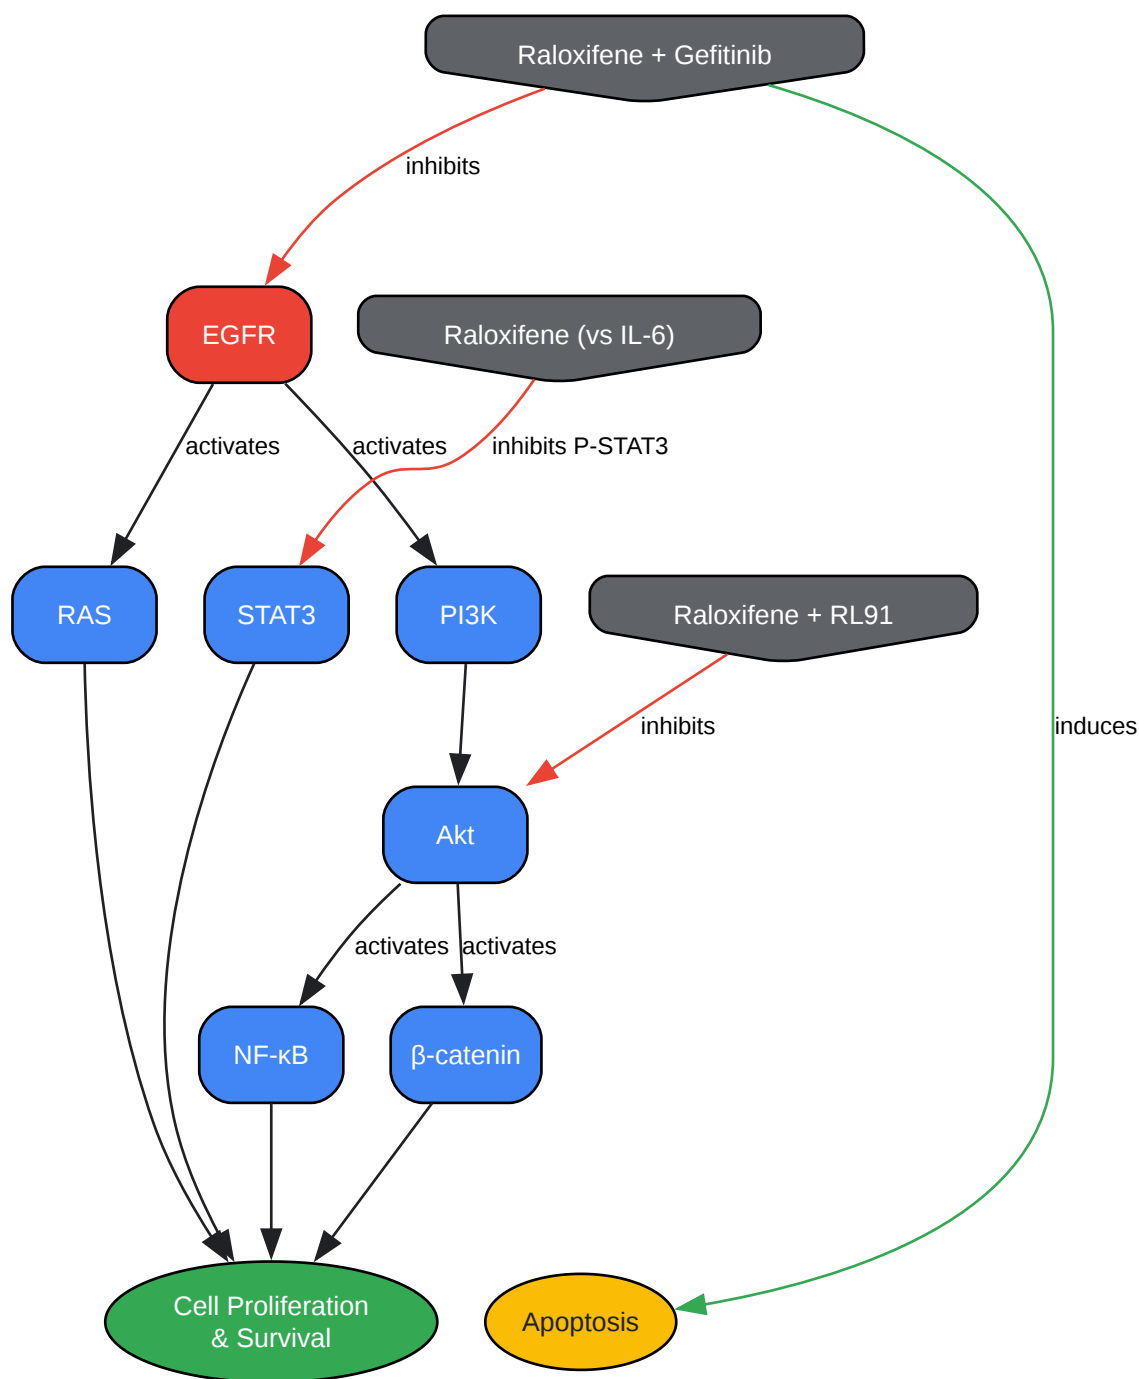 Raloxifene + Gefitinib
inhibits
EGFR
Raloxifene (vs IL-6)
activates
activates
inhibits P-STAT3
RAS
STAT3
PI3K
Raloxifene + RL91
inhibits
induces
Akt
activates
activates
NF-κB
β-catenin
Cell Proliferation
& Survival
Apoptosis